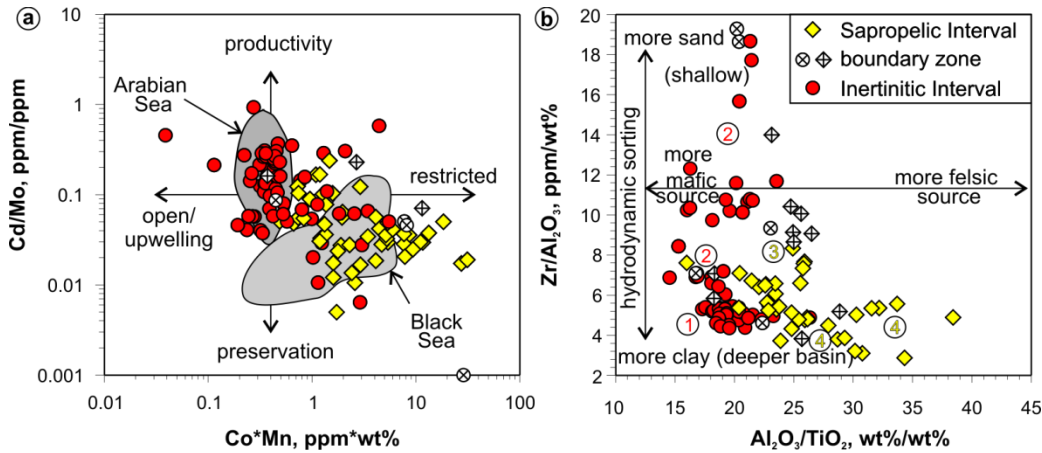 a
Cd/Mo, ppm/ppm
10
1
0.1
0.01
0.001
productivity
Arabian
Sea
restricted
open/
upwelling
Black
Sea
preservation
0.01
0.1
1
10
100
Co*Mn, ppm*wt%
b
Zr/Al₂O₃, ppm/wt%
20
18
16
14
12
10
8
6
4
2
more sand
(shallow)
Sapropelic Interval
boundary zone
Inertinitic Interval
2
more
mafic
source
more felsic
source
hydrodynamic sorting
2
3
1
4
4
more clay (deeper basin)
10
15
20
25
30
35
40
45
Al₂O₃/TiO₂, wt%/wt%